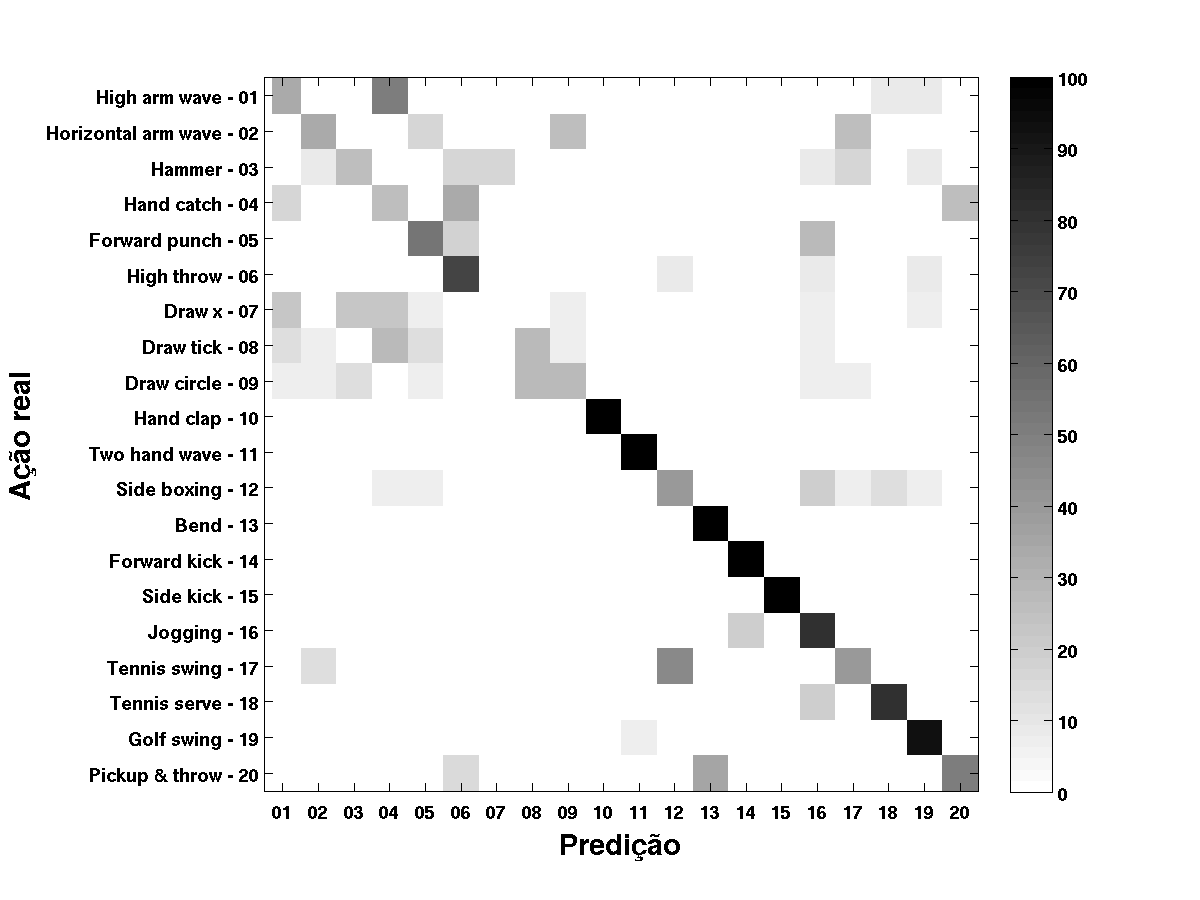 High arm wave - 01
Horizontal arm wave - 02
Hammer - 03
Hand catch - 04
Forward punch - 05
High throw - 06
Draw x - 07
Draw tick - 08
Draw circle - 09
Hand clap - 10
Two hand wave - 11
Side boxing - 12
Bend - 13
Forward kick - 14
Side kick - 15
Jogging - 16
Tennis swing - 17
Tennis serve - 18
Golf swing - 19
Pickup & throw - 20
Ação real
01 02 03 04 05 06 07 08 09 10 11 12 13 14 15 16 17 18 19 20
Predição
100
90
80
70
60
50
40
30
20
10
0